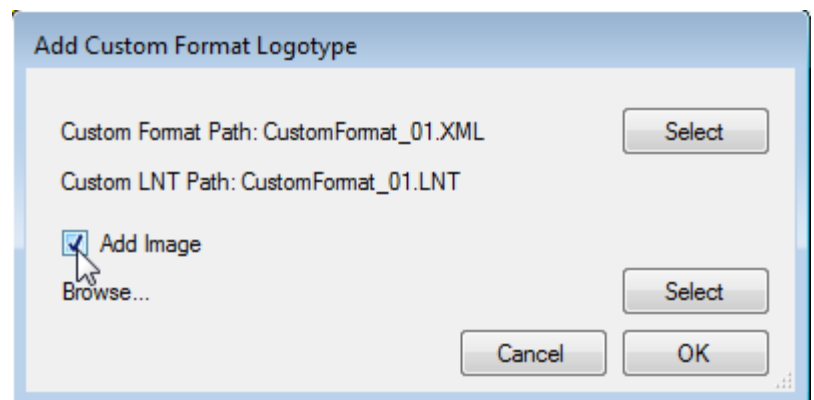 Add Custom Format Logotype
Custom Format Path: CustomFormat_01.XML Select
Custom LNT Path: CustomFormat_01.LNT
Add Image
Browse... Select
Cancel OK